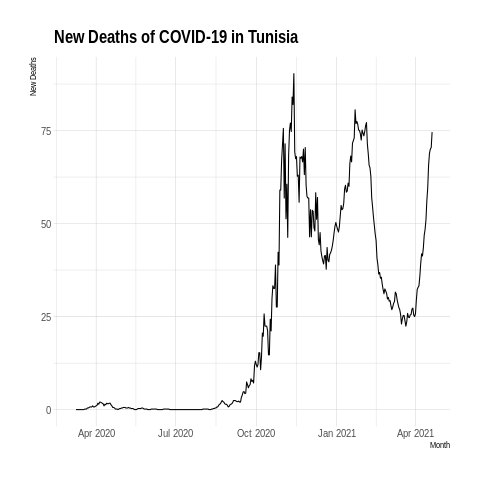 New Deaths of COVID-19 in Tunisia
New Deaths
75
50
25
0
Apr 2020 Jul 2020 Oct 2020 Jan 2021 Apr 2021
Month